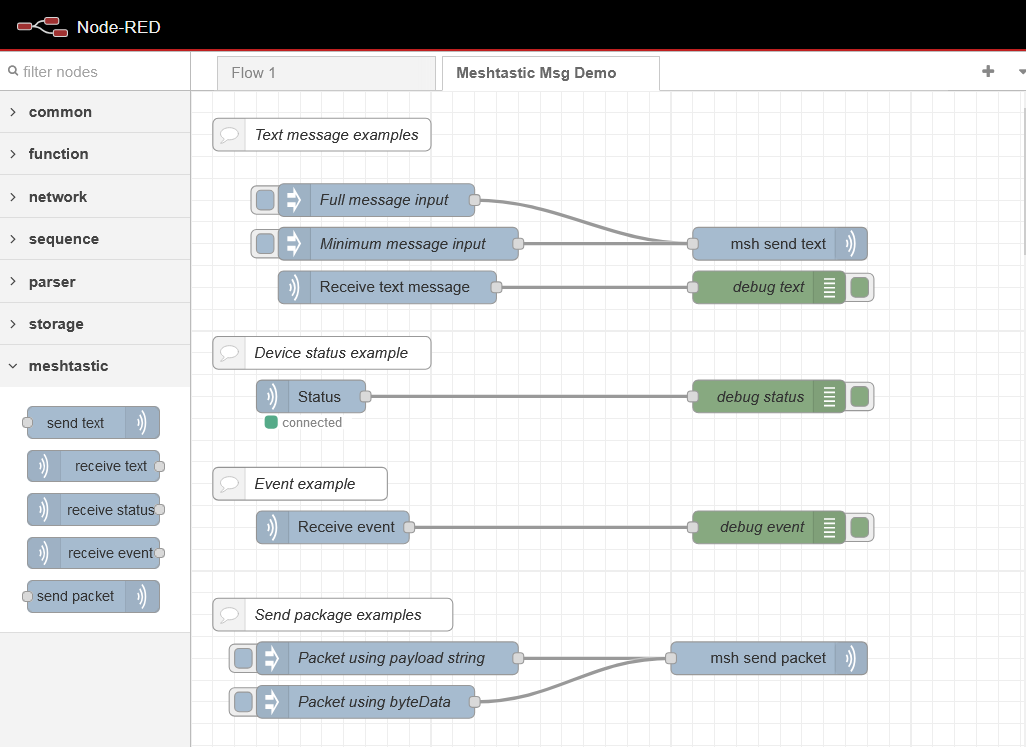 Node-RED
filter nodes
Flow 1
Meshtastic Msg Demo
common
function
network
sequence
parser
storage
meshtastic
send text
receive text
receive status
receive event
send packet
Text message examples
Full message input
Minimum message input
msh send text
Receive text message
debug text
Device status example
Status
debug status
connected
Event example
Receive event
debug event
Send package examples
Packet using payload string
msh send packet
Packet using byteData